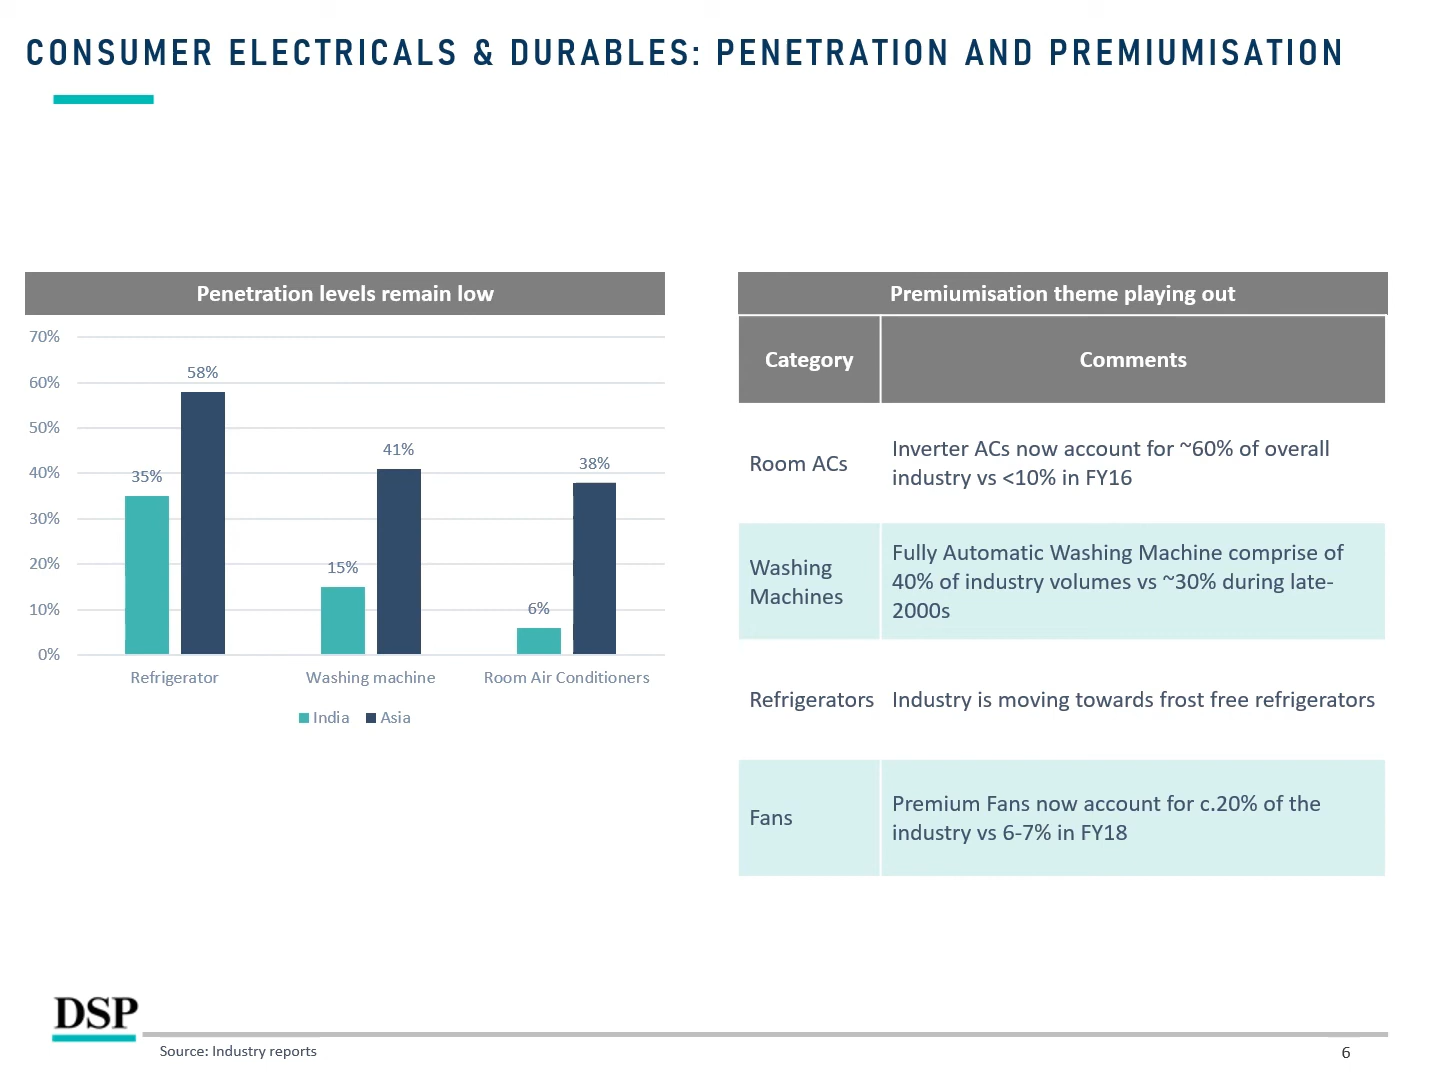 CONSUMER ELECTRICALS & DURABLES: PENETRATION AND PREMIUMISATION
Penetration levels remain low
70%
60%
50%
40%
30%
20%
10%
0%
35%
58%
15%
41%
6%
38%
Refrigerator
Washing machine
Room Air Conditioners
India
Asia
Premiumisation theme playing out
Category
Comments
Room ACs
Inverter ACs now account for ~60% of overall
industry vs <10% in FY16
Washing
Machines
Fully Automatic Washing Machine comprise of
40% of industry volumes vs ~30% during late-
2000s
Refrigerators
Industry is moving towards frost free refrigerators
Fans
Premium Fans now account for c.20% of the
industry vs 6-7% in FY18
DSP
Source: Industry reports
6